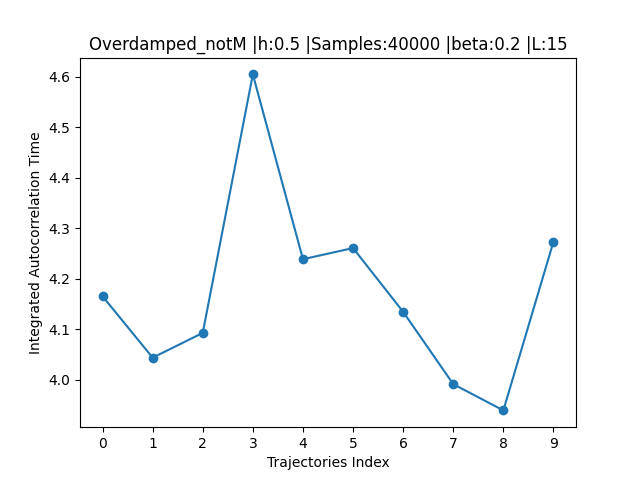 Overdamped_notM |h:0.5 |Samples:40000 |beta:0.2 |L:15
4.6
4.5
4.4
4.3
4.2
4.1
4.0
Integrated Autocorrelation Time
0 1 2 3 4 5 6 7 8 9
Trajectories Index